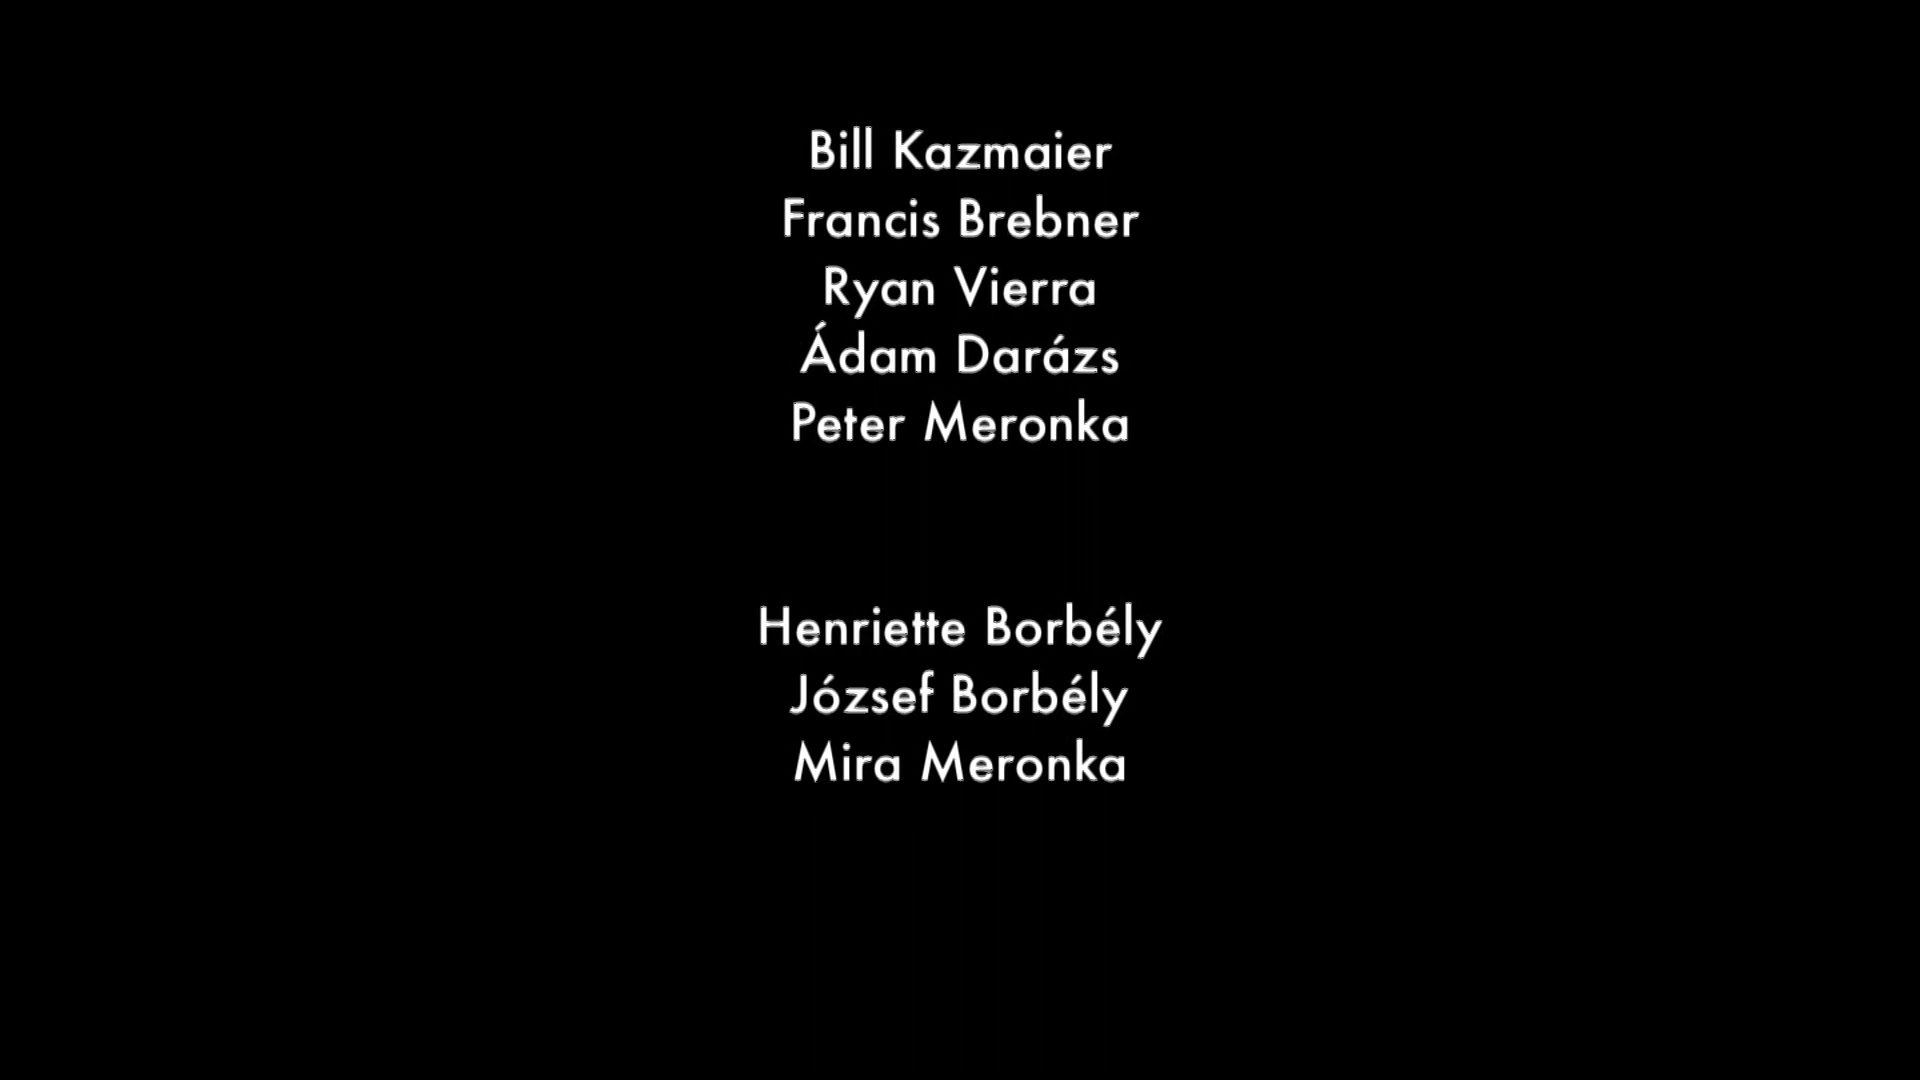 Bill Kazmaier
Francis Brebner
Ryan Vierra
Ádam Darázs
Peter Meronka
Henriette Borbély
József Borbély
Mira Meronka